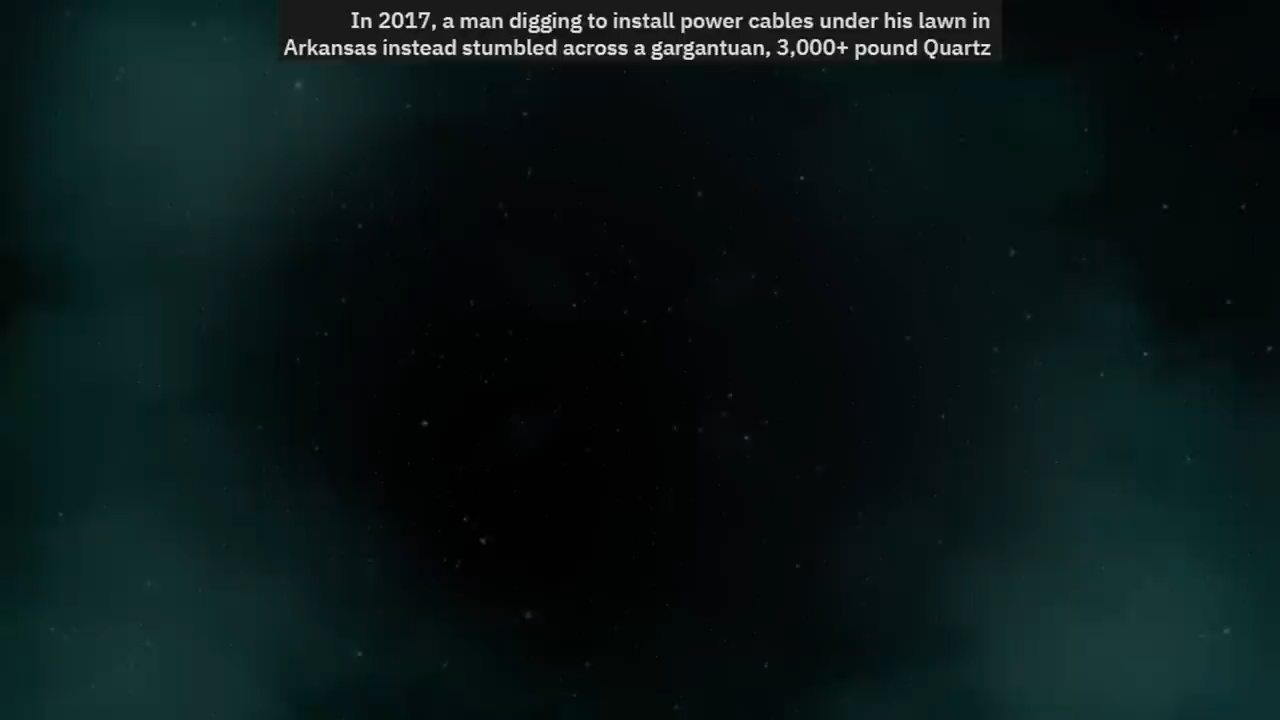 In 2017, a man digging to install power cables under his lawn in
Arkansas instead stumbled across a gargantuan, 3,000+ pound Quartz